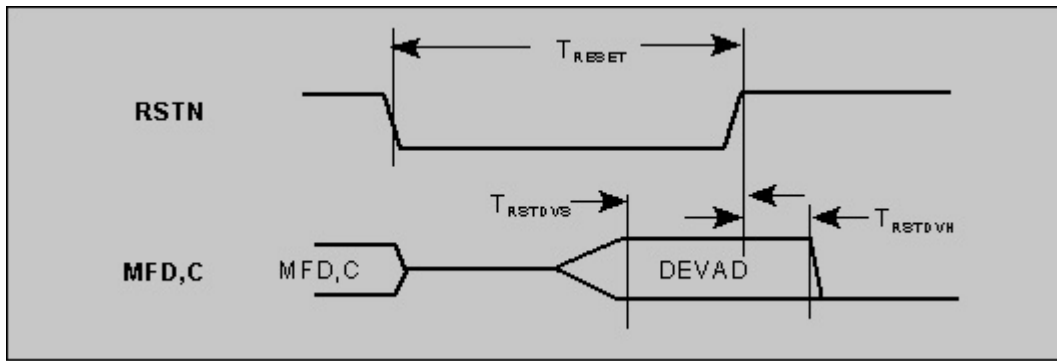 TRESET
RSTN
TRSTDVS
TRSTDVH
MFD,C
MFD,C
DEVAD